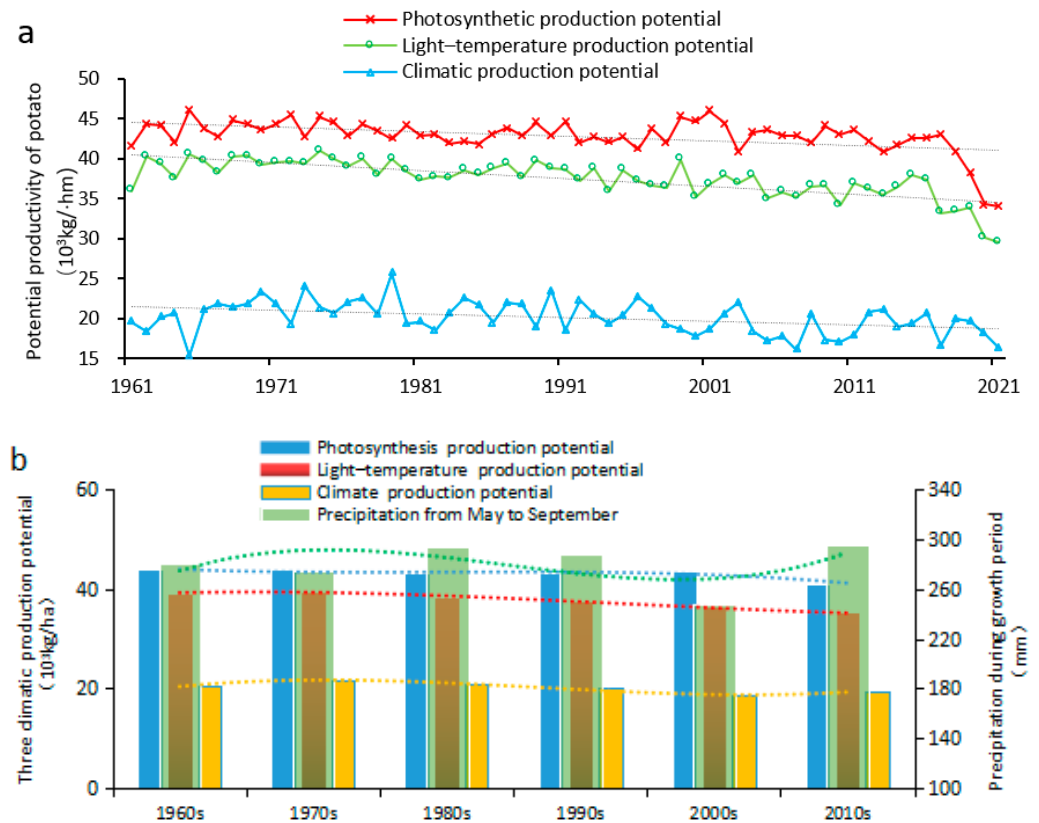 a
Photosynthetic production potential
Light–temperature production potential
Climatic production potential
Potential productivity of potato
(10³kg/·hm)
50
45
40
35
30
25
20
15
1961
1971
1981
1991
2001
2011
2021
b
Photosynthesis production potential
Light–temperature production potential
Climate production potential
Precipitation from May to September
Three dimatic production potential
(10³kg/ha)
60
40
20
0
340
300
260
220
180
140
100
Precipitation during growth period
(mm)
1960s
1970s
1980s
1990s
2000s
2010s